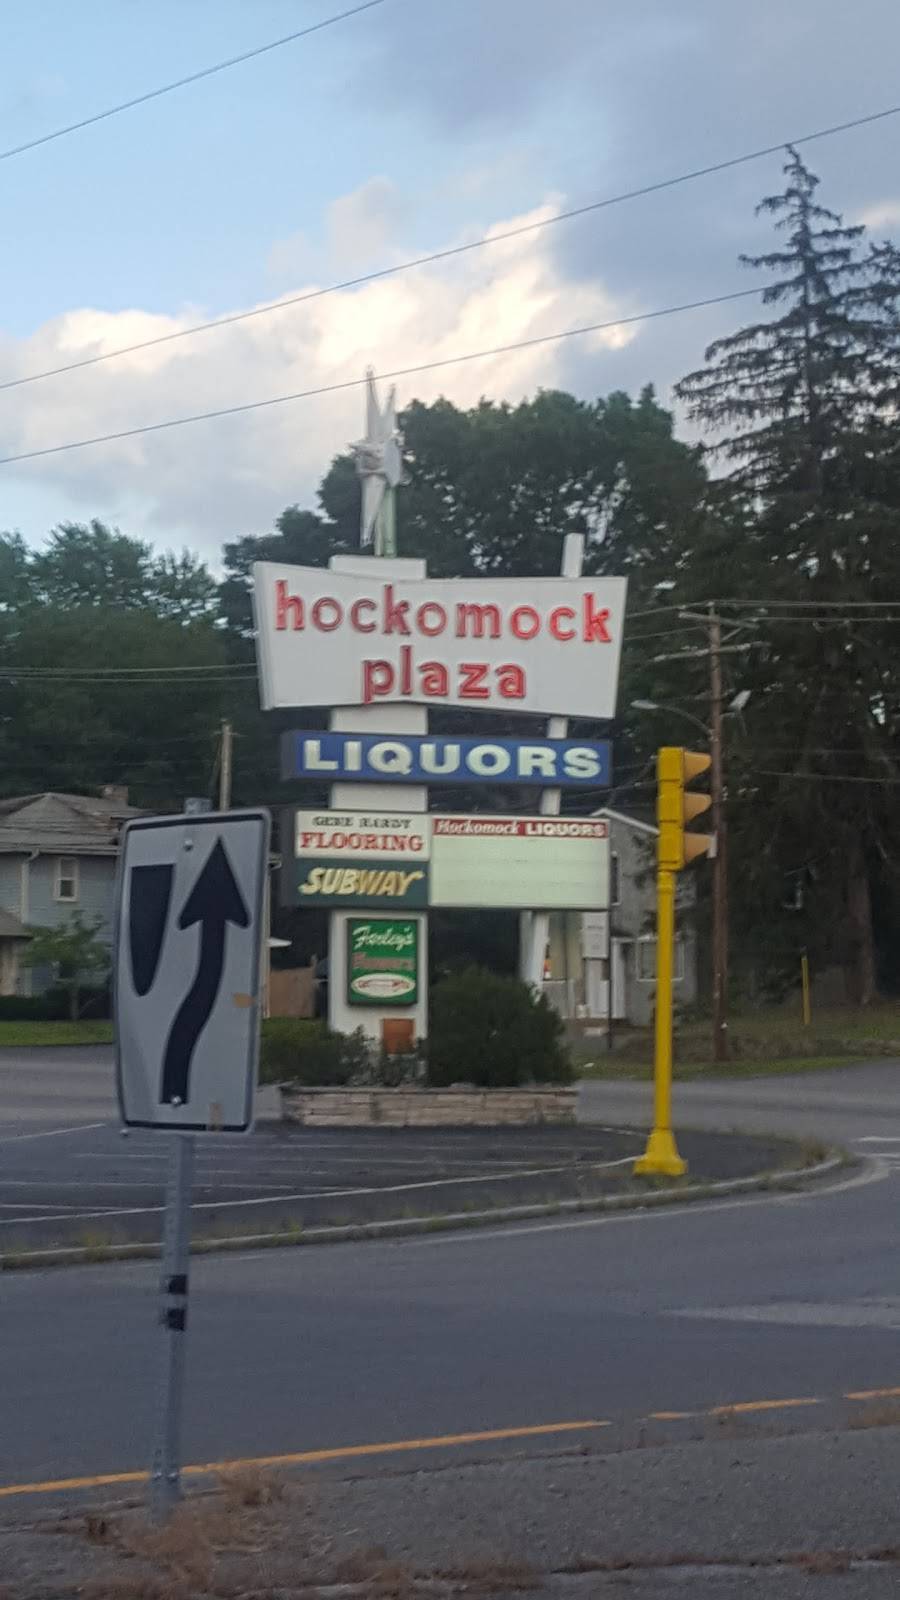 hockomock
plaza
LIQUORS
GENE HARDY
FLOORING
Hockomock LIQUORS
SUBWAY
Farley's